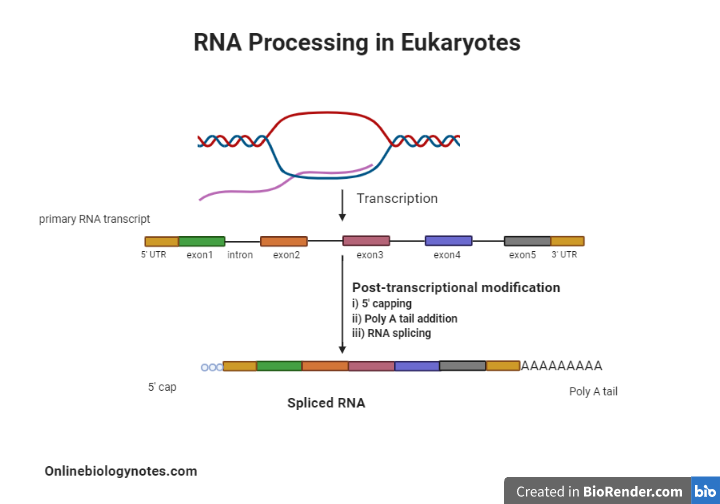 RNA Processing in Eukaryotes
Transcription
primary RNA transcript
5' UTR exon1 intron exon2 exon3 exon4 exon5 3' UTR
Post-transcriptional modification
i) 5' capping
ii) Poly A tail addition
iii) RNA splicing
AAAAAAAAA
5' cap
Poly A tail
Spliced RNA
Onlinebiologynotes.com
Created in BioRender.com bio